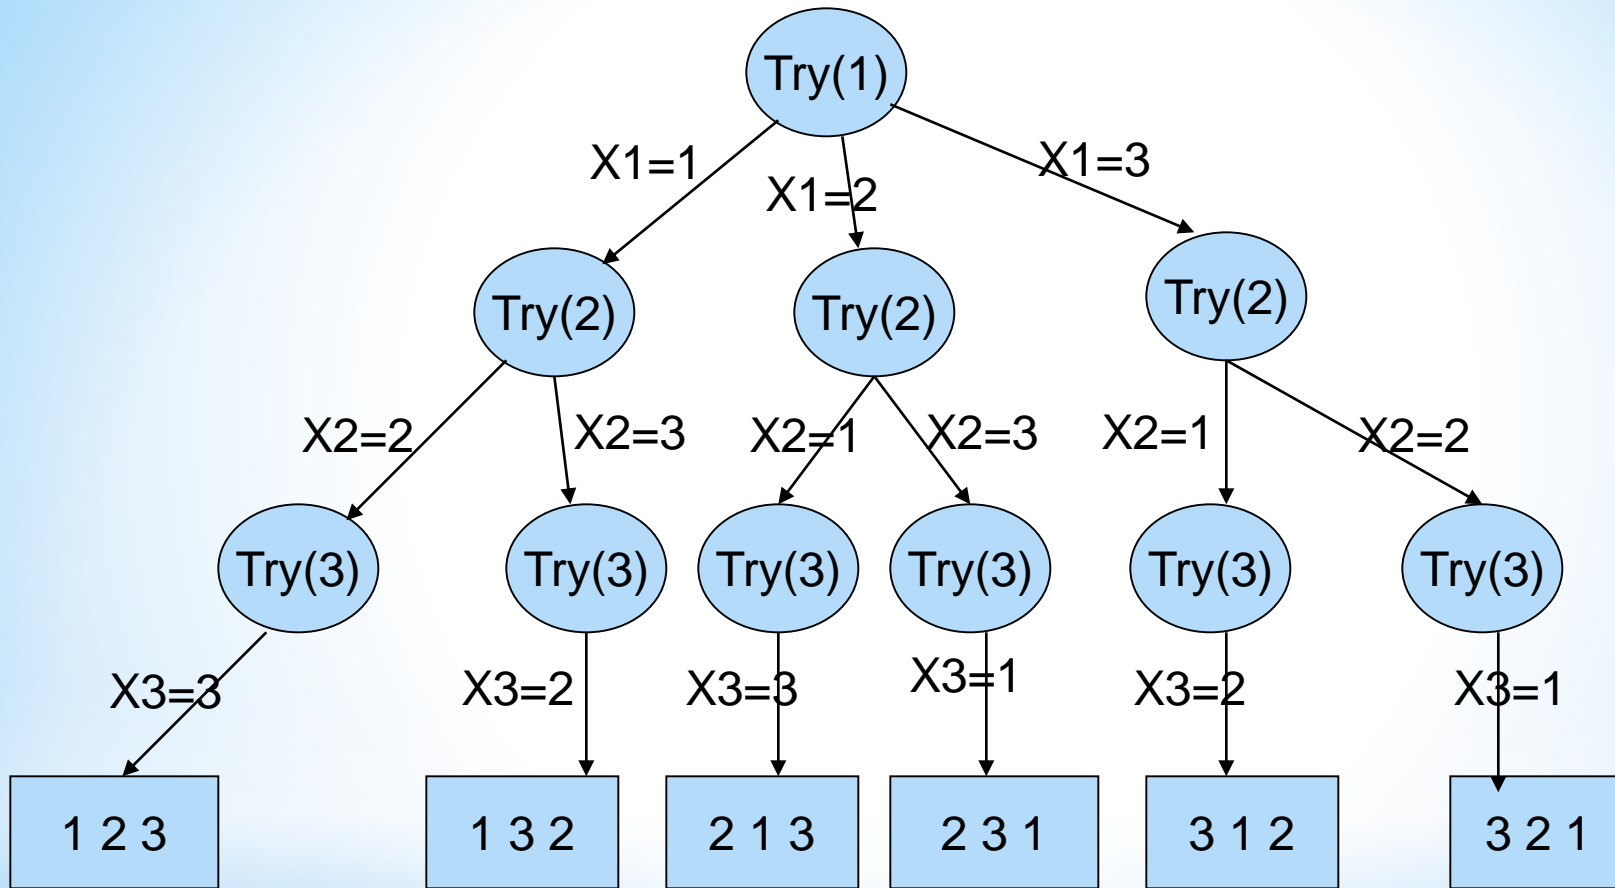 Try(1)
X1=1
X1=2
X1=3
Try(2)
Try(2)
Try(2)
X2=2
X2=3
X2=1
X2=3
X2=1
X2=2
Try(3)
Try(3)
Try(3)
Try(3)
Try(3)
Try(3)
X3=3
X3=2
X3=3
X3=1
X3=2
X3=1
1 2 3
1 3 2
2 1 3
2 3 1
3 1 2
3 2 1